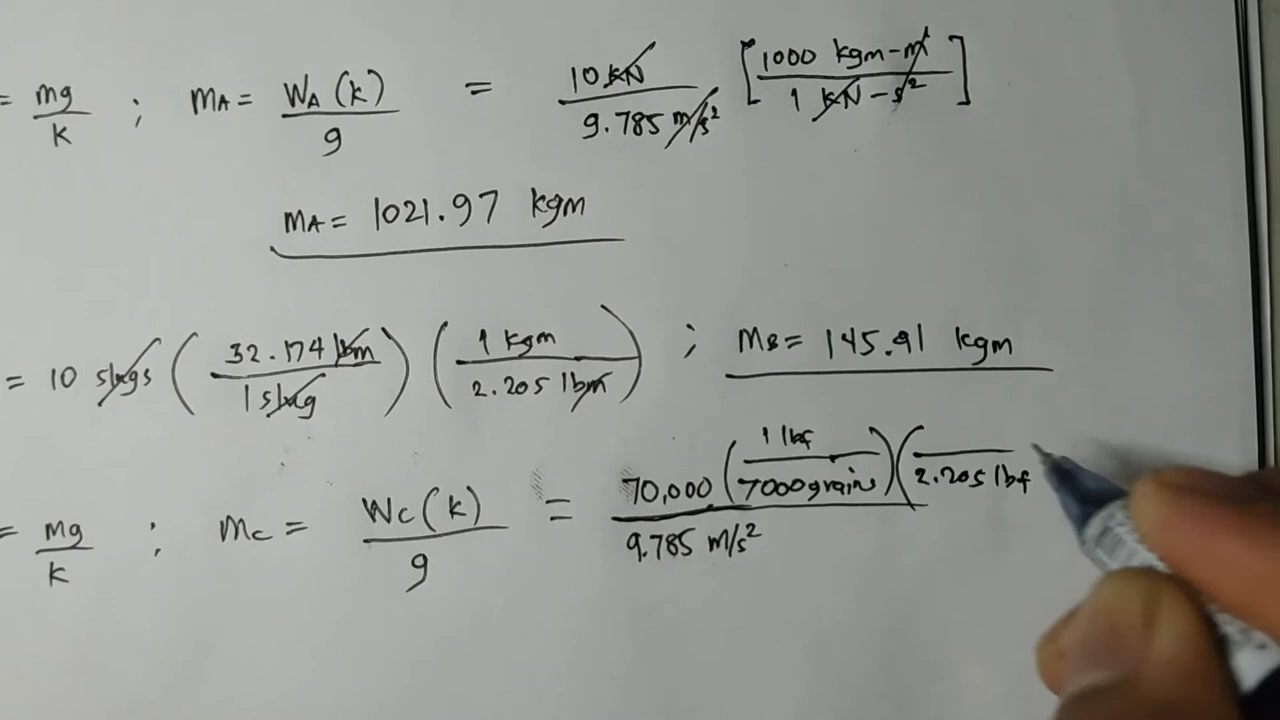 = mg/k ; mA = WA(k)/g = 10 kN/9.785 m/s² [1000 kgm-m/1 kN-s²]
mA = 1021.97 kgm
= 10 slugs (32.174 lbm/1 slug) (1 kgm/2.205 lbm) ; mB = 145.91 kgm
= mg/k ; mC = WC(k)/g = 70,000 (1 lbf/7000 grains) ( /2.205 lbf/9.785 m/s²